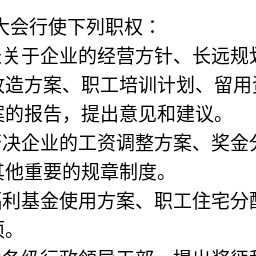 大会行使下列职权：
关于企业的经营方针、长远规
改造方案、职工培训计划、留用
案的报告，提出意见和建议。
决企业的工资调整方案、奖金分
其他重要的规章制度。
福利基金使用方案、职工住宅分配
项。